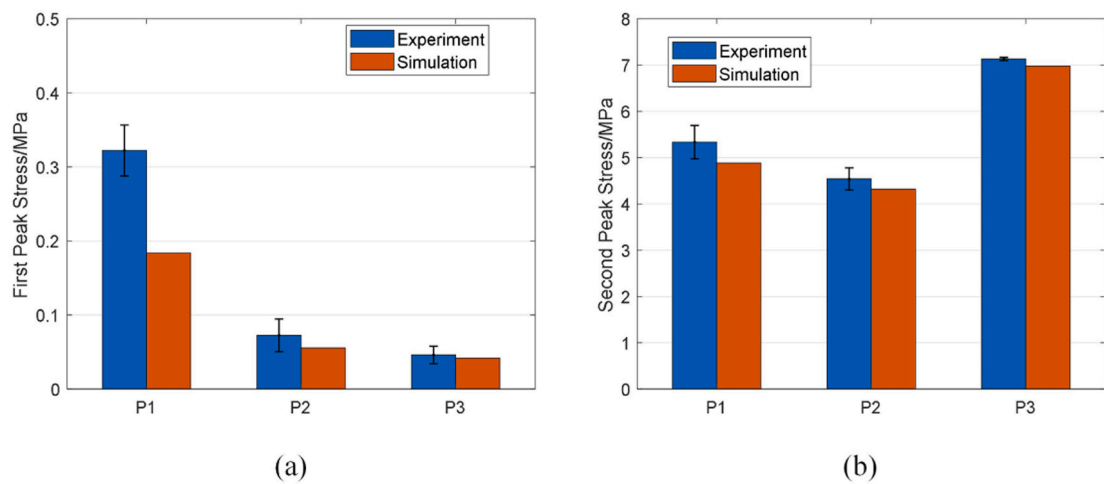 0.5
0.4
0.3
0.2
0.1
0
First Peak Stress/MPa
Experiment
Simulation
P1 P2 P3
(a)
8
7
6
5
4
3
2
1
0
Second Peak Stress/MPa
Experiment
Simulation
P1 P2 P3
(b)